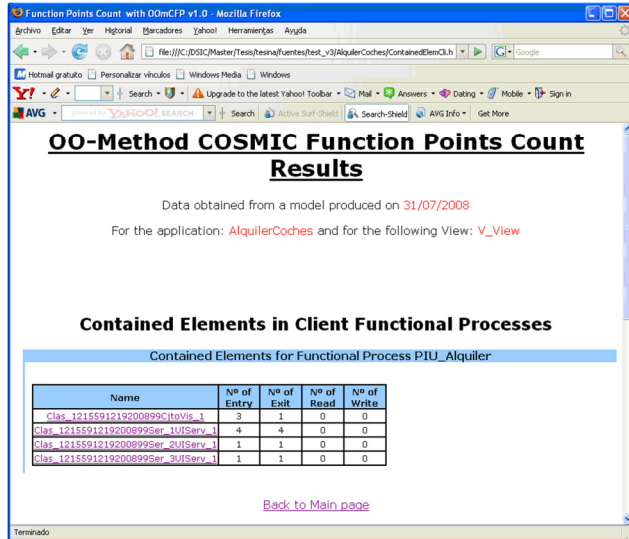 Function Points Count with OOmCFP v1.0 - Mozilla Firefox
Archivo Editar Ver Historial Marcadores Yahoo! Herramientas Ayuda
file:///C:/DSIC/Master/Tesis/tesina/fuentes/test_v3/AlquilerCoches/ContainedElemCli.h
Google
Hotmail gratuito Personalizar vínculos Windows Media Windows
Y! Search Upgrade to the latest Yahoo! Toolbar Mail Answers Dating Mobile Sign in
AVG powered by YAHOO! SEARCH Search Active Surf-Shield Search-Shield AVG Info Get More
OO-Method COSMIC Function Points Count
Results
Data obtained from a model produced on 31/07/2008
For the application: AlquilerCoches and for the following View: V_View
Contained Elements in Client Functional Processes
Contained Elements for Functional Process PIU_Alquiler
Name Nº of Entry Nº of Exit Nº of Read Nº of Write
Clas_1215591219200899CjtoVis_1 3 1 0 0
Clas_1215591219200899Ser_1UIServ_1 4 4 0 0
Clas_1215591219200899Ser_2UIServ_1 1 1 0 0
Clas_1215591219200899Ser_3UIServ_1 1 1 0 0
Back to Main page
Terminado